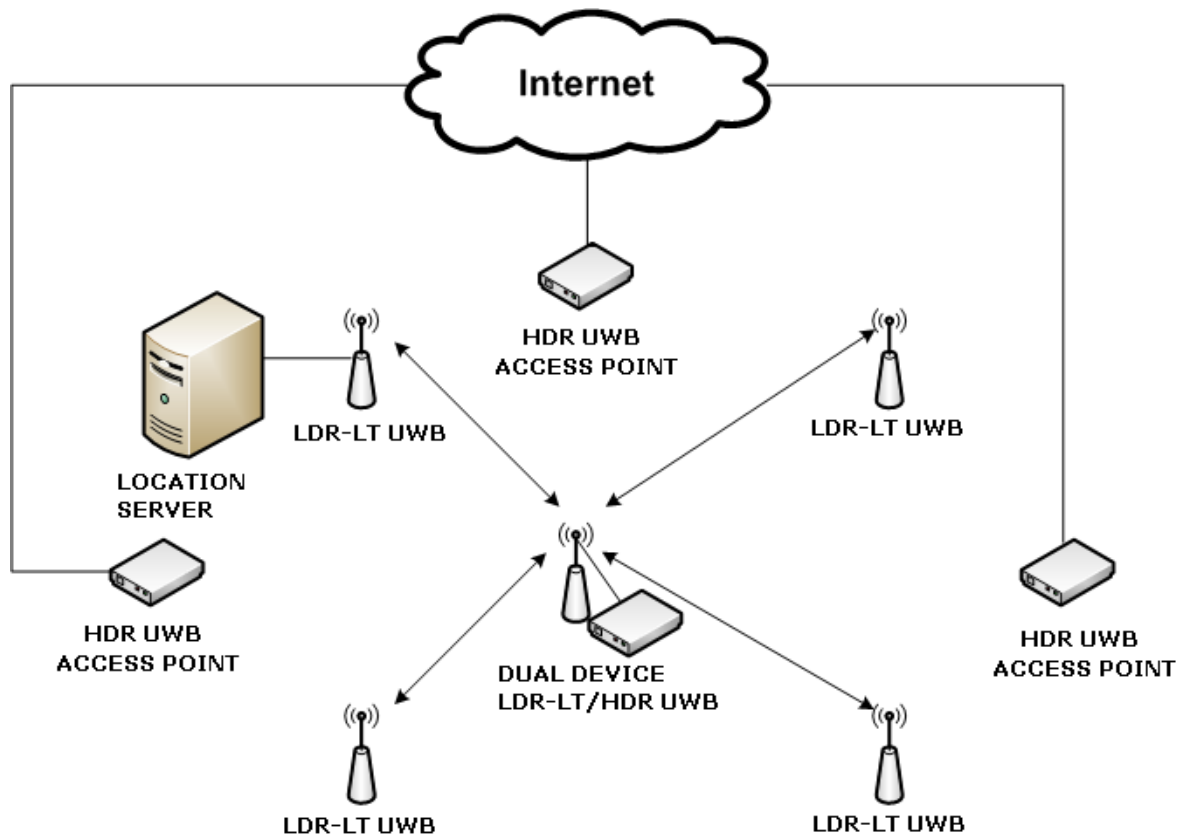 Internet
HDR UWB
ACCESS POINT
LDR-LT UWB
LDR-LT UWB
LOCATION
SERVER
HDR UWB
ACCESS POINT
DUAL DEVICE
LDR-LT/HDR UWB
HDR UWB
ACCESS POINT
LDR-LT UWB
LDR-LT UWB